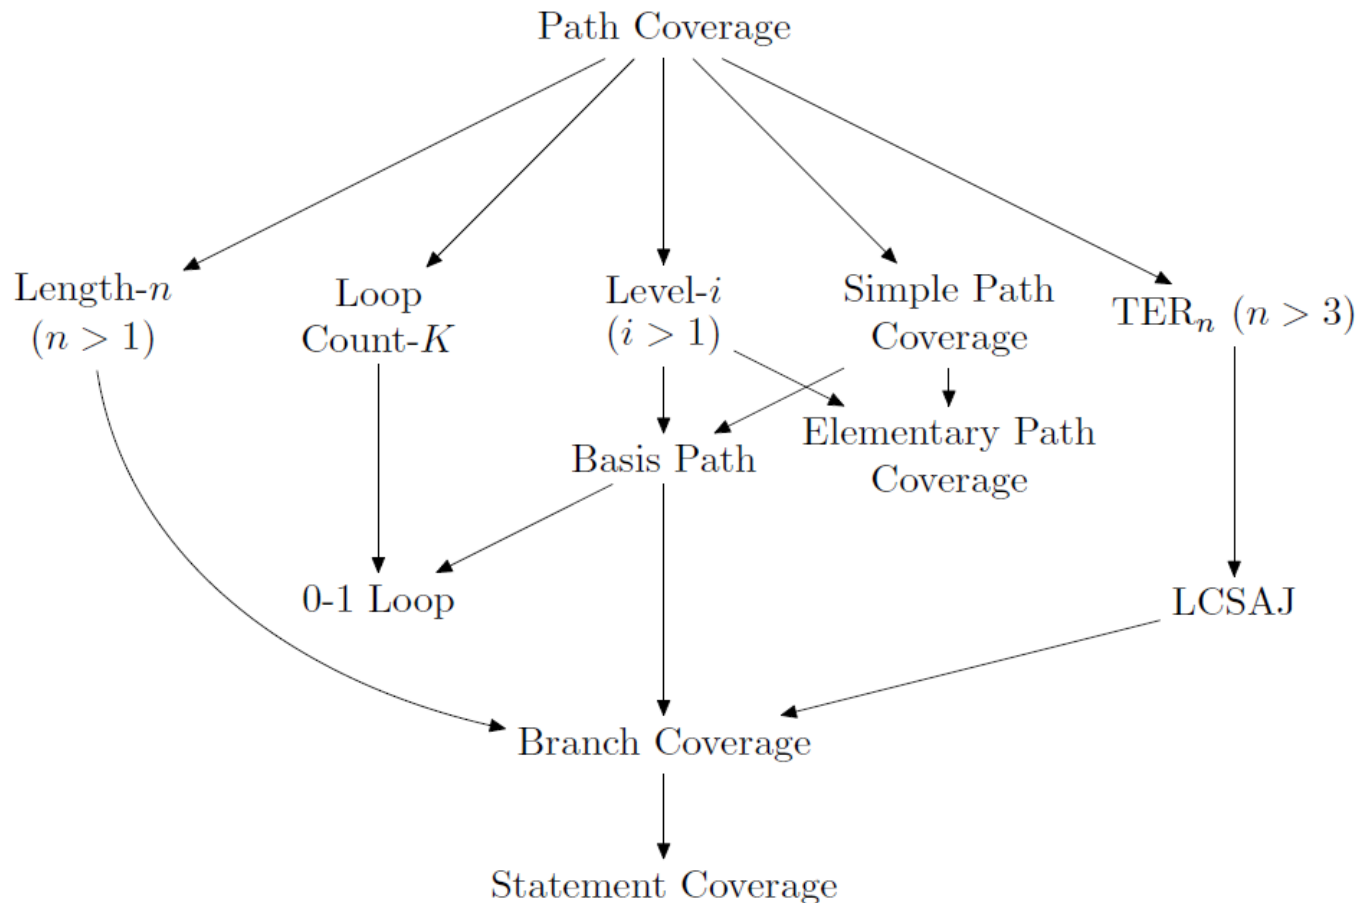 Path Coverage
Length-n
(n > 1)
Loop
Count-K
Level-i
(i > 1)
Simple Path
Coverage
TERₙ (n > 3)
Basis Path
Elementary Path
Coverage
0-1 Loop
LCSAJ
Branch Coverage
Statement Coverage